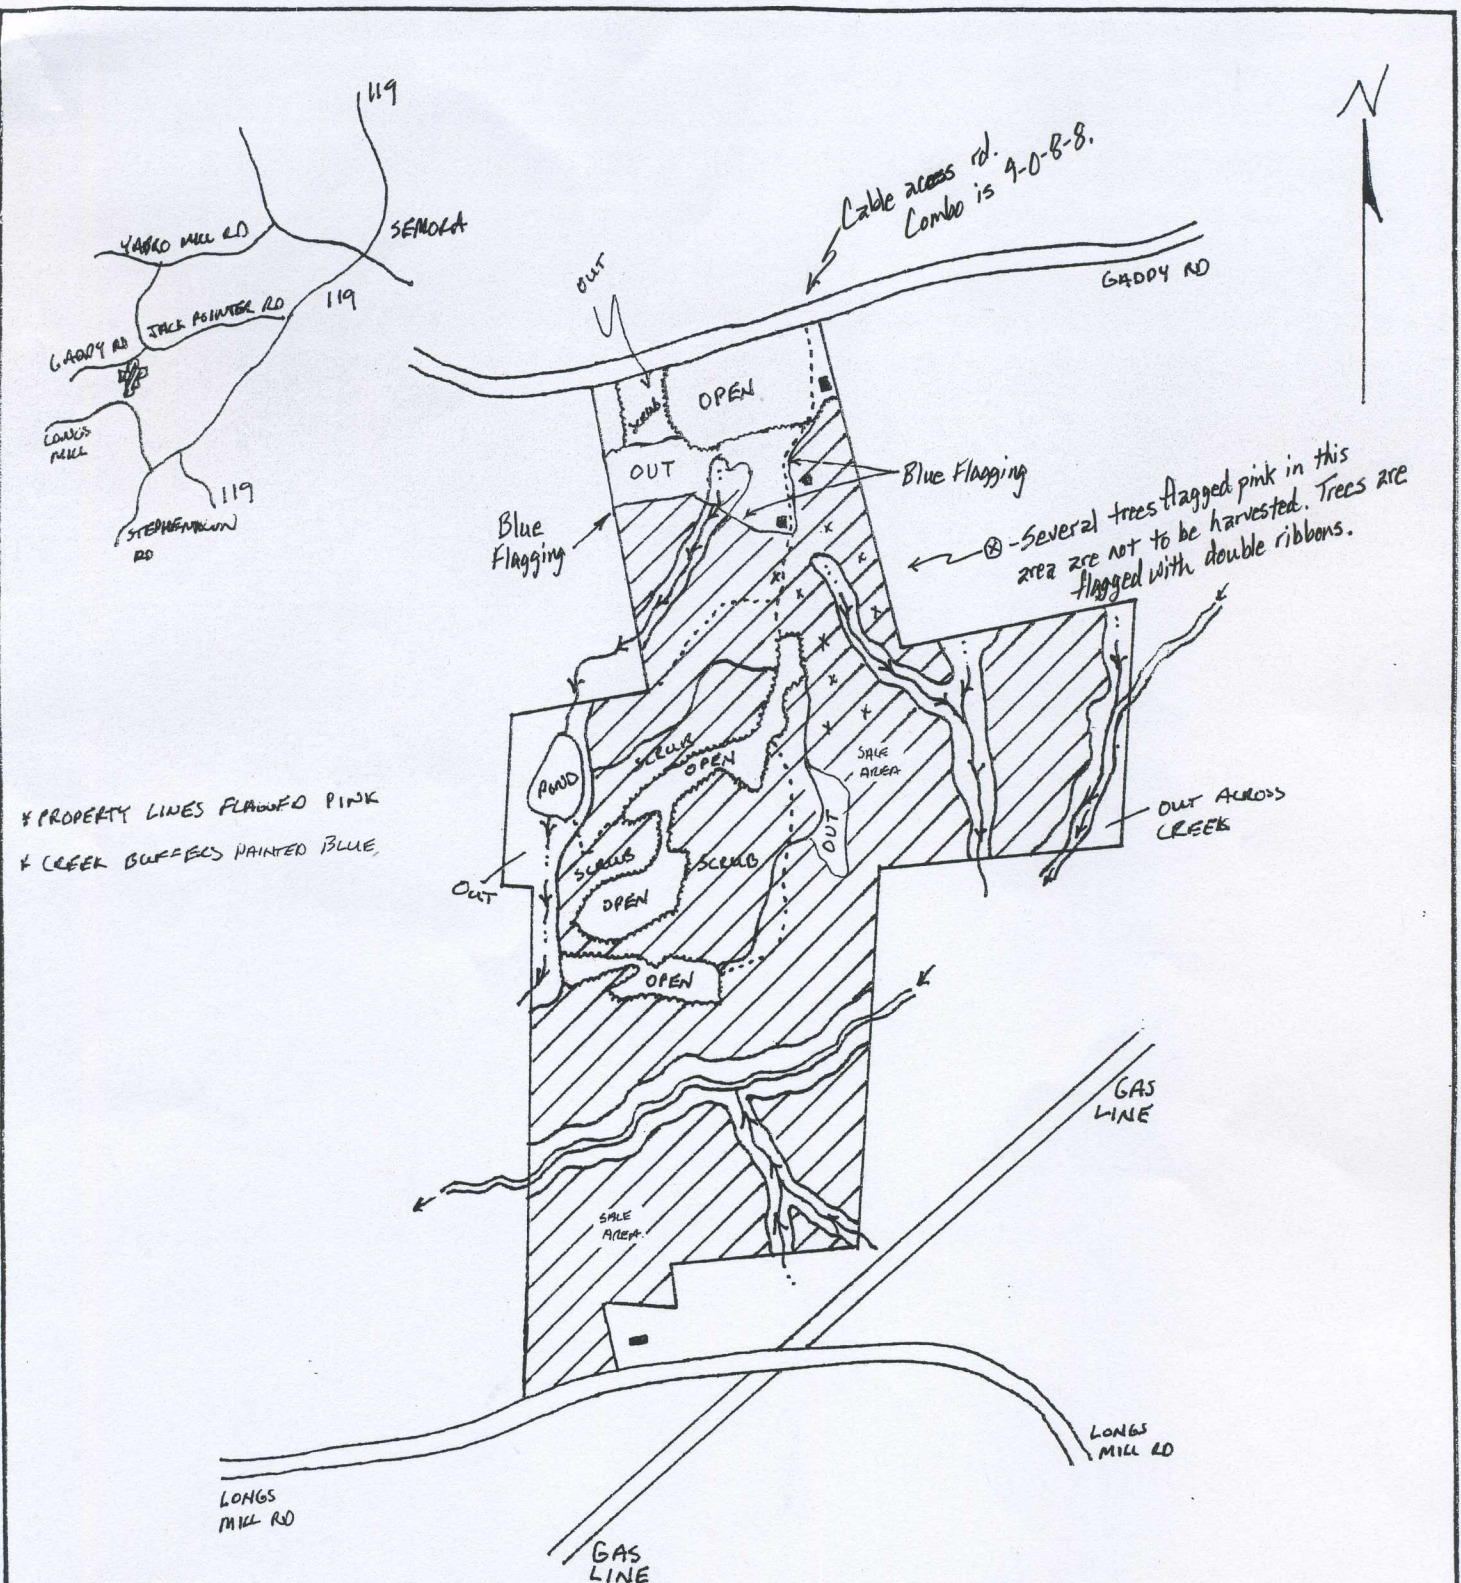 119
SEMORA
YARBO MILL RD
119
JACK POINTER RD
GADDY RD
LONGS
MILL
119
RD
N
Cable access rd.
Combo is 9-0-8-8.
GADDY RD
OUT
SCRUB
OPEN
OUT
Blue Flagging
Blue
Flagging
⊗ - Several trees flagged pink in this
area are not to be harvested. Trees are
flagged with double ribbons.
SCRUB
OPEN
SALE
AREA
POND
OUT
OUT ACROSS
CREEK
* PROPERTY LINES FLAGGED PINK
* CREEK BUFFERS PAINTED BLUE.
SCRUB
SCRUB
OUT
OPEN
OPEN
GAS
LINE
SALE
AREA
LONGS
MILL RD
LONGS
MILL RD
GAS
LINE